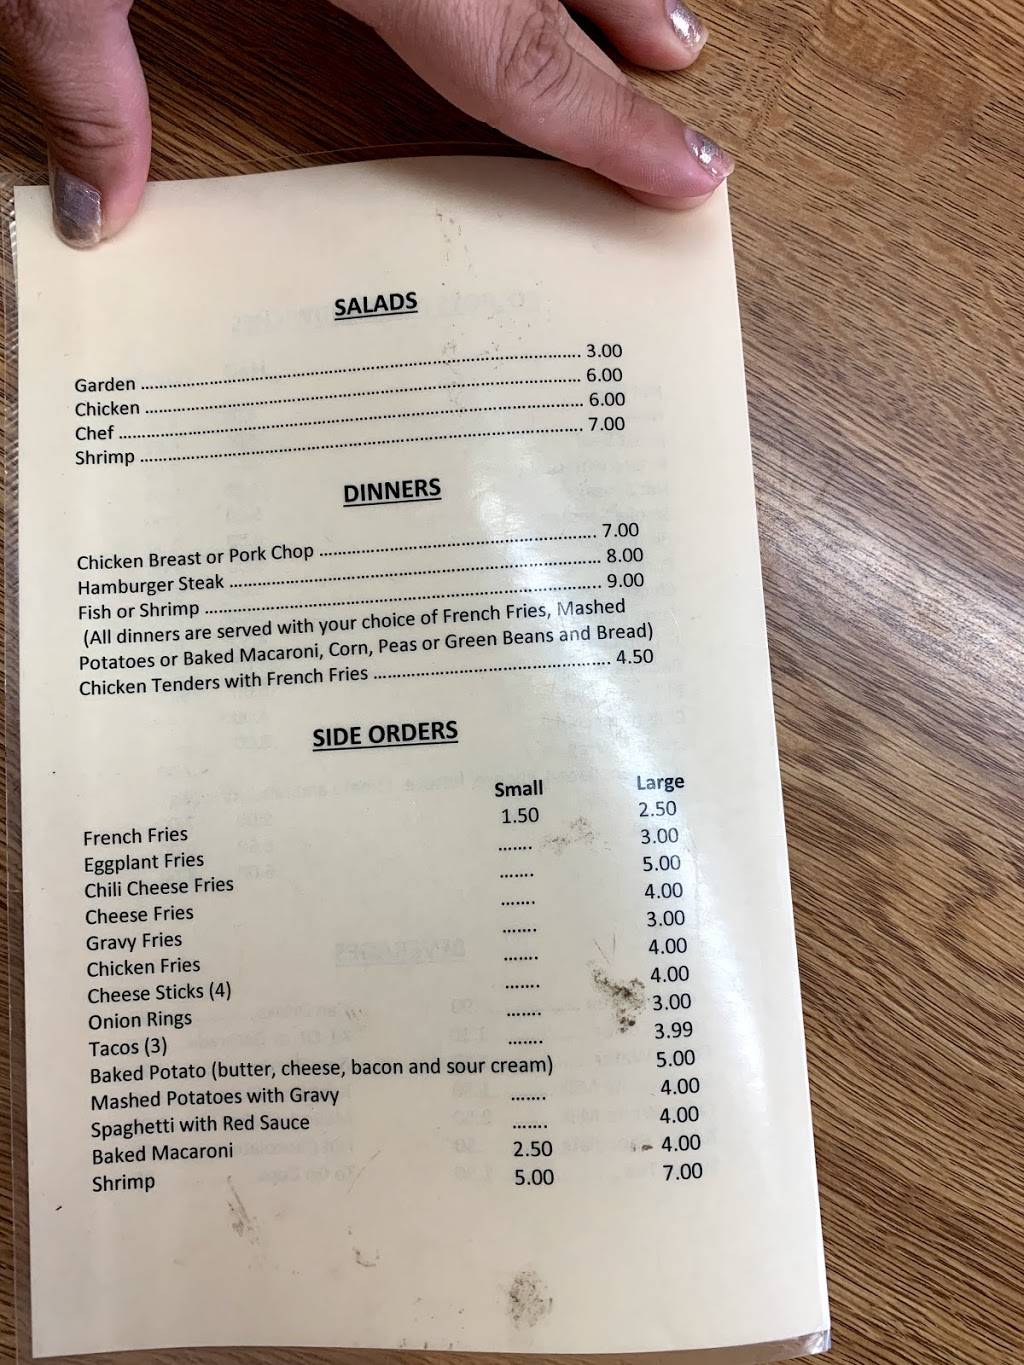 SALADS
Garden ........ 3.00
Chicken ........ 6.00
Chef ........ 6.00
Shrimp ........ 7.00
DINNERS
Chicken Breast or Pork Chop ........ 7.00
Hamburger Steak ........ 8.00
Fish or Shrimp ........ 9.00
(All dinners are served with your choice of French Fries, Mashed
Potatoes or Baked Macaroni, Corn, Peas or Green Beans and Bread)
Chicken Tenders with French Fries ........ 4.50
SIDE ORDERS
Small Large
French Fries 1.50 2.50
Eggplant Fries ....... 3.00
Chili Cheese Fries ....... 5.00
Cheese Fries ....... 4.00
Gravy Fries ....... 3.00
Chicken Fries ....... 4.00
Cheese Sticks (4) ....... 4.00
Onion Rings ....... 3.00
Tacos (3) ....... 3.99
Baked Potato (butter, cheese, bacon and sour cream) 5.00
Mashed Potatoes with Gravy ....... 4.00
Spaghetti with Red Sauce ....... 4.00
Baked Macaroni 2.50 4.00
Shrimp 5.00 7.00